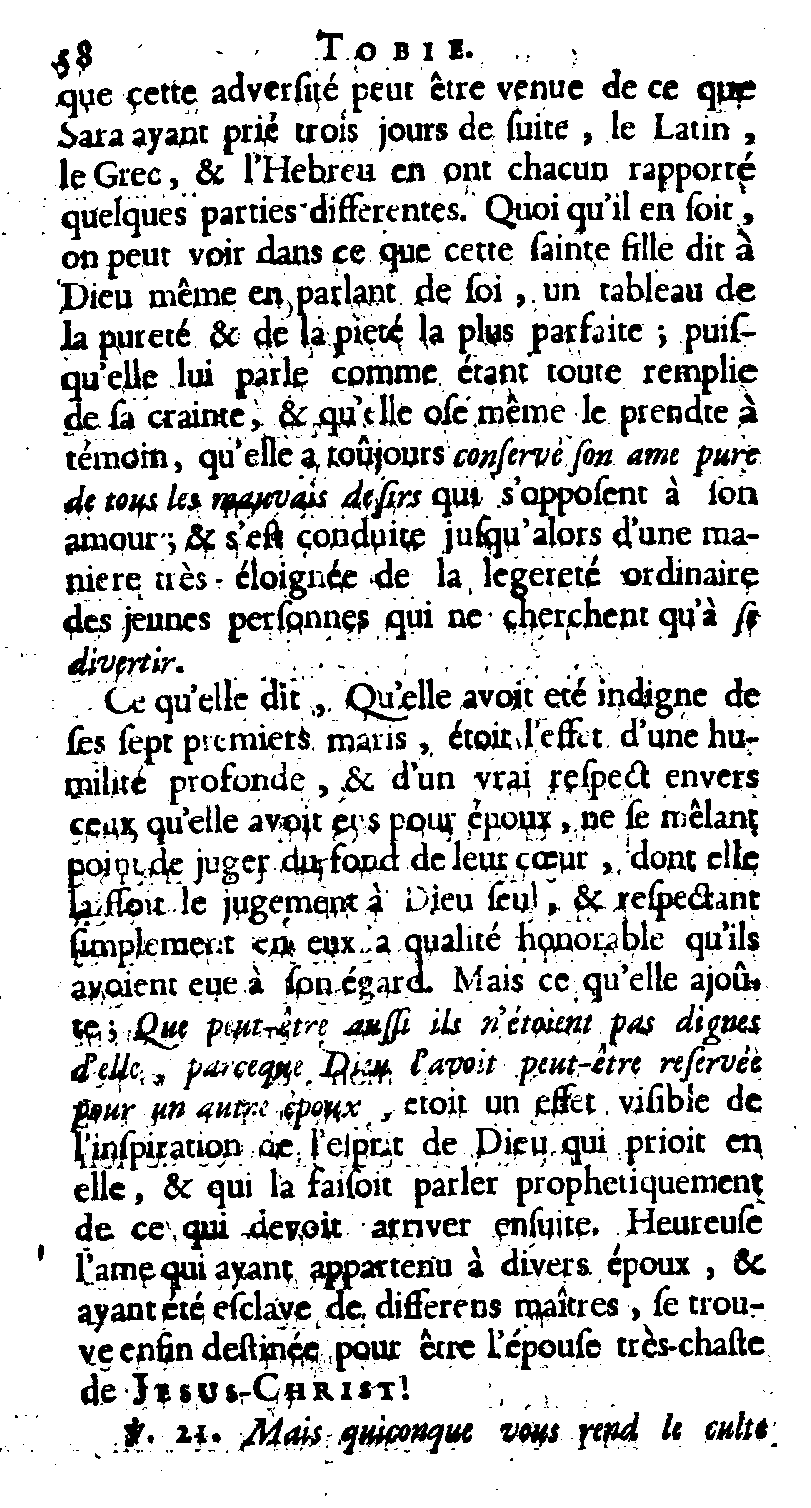 58 TOBIE.
que cette adverſité peut être venue de ce que
Sara ayant prié trois jours de ſuite, le Latin,
le Grec, & l'Hebreu en ont chacun rapporté
quelques parties differentes. Quoi qu'il en ſoit,
on peut voir dans ce que cette ſainte fille dit à
Dieu même en parlant de ſoi, un tableau de
la pureté & de la pieté la plus parfaite ; puiſ-
qu'elle lui parle comme étant toute remplie
de ſa crainte, & qu'elle oſe même le prendre à
témoin, qu'elle a toûjours conſervé ſon ame pure
de tous les mauvais deſirs qui s'oppoſent à ſon
amour ; & s'eſt conduite juſqu'alors d'une ma-
niere très-éloignée de la legereté ordinaire
des jeunes perſonnes qui ne cherchent qu'à ſe
divertir.
Ce qu'elle dit, Qu'elle avoit eté indigne de
ſes ſept premiers maris, étoit l'effet d'une hu-
milité profonde, & d'un vrai reſpect envers
ceux qu'elle avoit eus pour époux, ne ſe mêlant
point de juger du fond de leur cœur, dont elle
laiſſoit le jugement à Dieu ſeul, & reſpectant
ſimplement en eux la qualité honorable qu'ils
avoient eue à ſon égard. Mais ce qu'elle ajoû-
te ; Que peut-être auſſi ils n'étoient pas dignes
d'elle, parceque Dieu l'avoit peut-être reſervée
pour un autre époux, etoit un effet viſible de
l'inſpiration de l'eſprit de Dieu qui prioit en
elle, & qui la faiſoit parler prophetiquement
de ce qui devoit arriver enſuite. Heureuſe
l'ame qui ayant appartenu à divers époux, &
ayant été eſclave de differens maîtres, ſe trou-
ve enfin deſtinée pour être l'épouſe très-chaſte
de JESUS-CHRIST!
℣. 21. Mais quiconque vous rend le culte